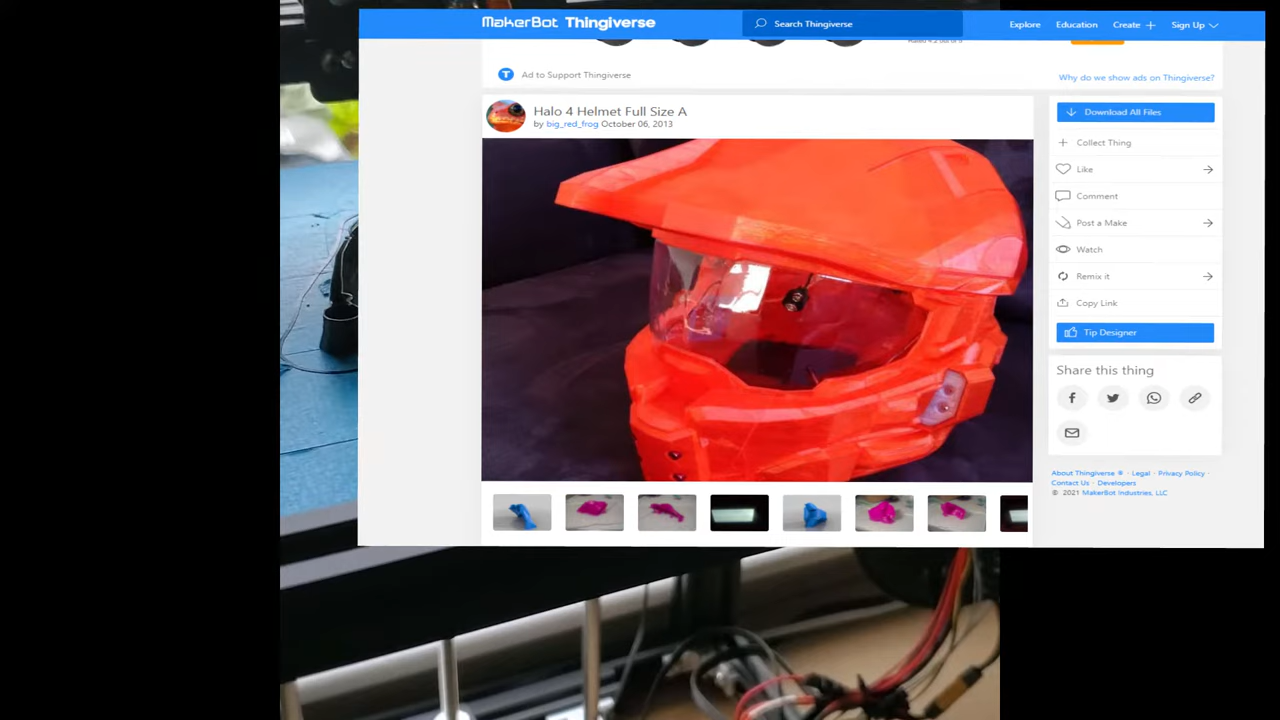 MakerBot Thingiverse
Search Thingiverse
Explore
Education
Create
Sign Up
Ad to Support Thingiverse
Why do we show ads on Thingiverse?
Halo 4 Helmet Full Size A
by big_red_frog October 06, 2013
Download All Files
Collect Thing
Like
Comment
Post a Make
Watch
Remix it
Copy Link
Tip Designer
Share this thing
About Thingiverse ® · Legal · Privacy Policy ·
Contact Us · Developers
© 2021 MakerBot Industries, LLC